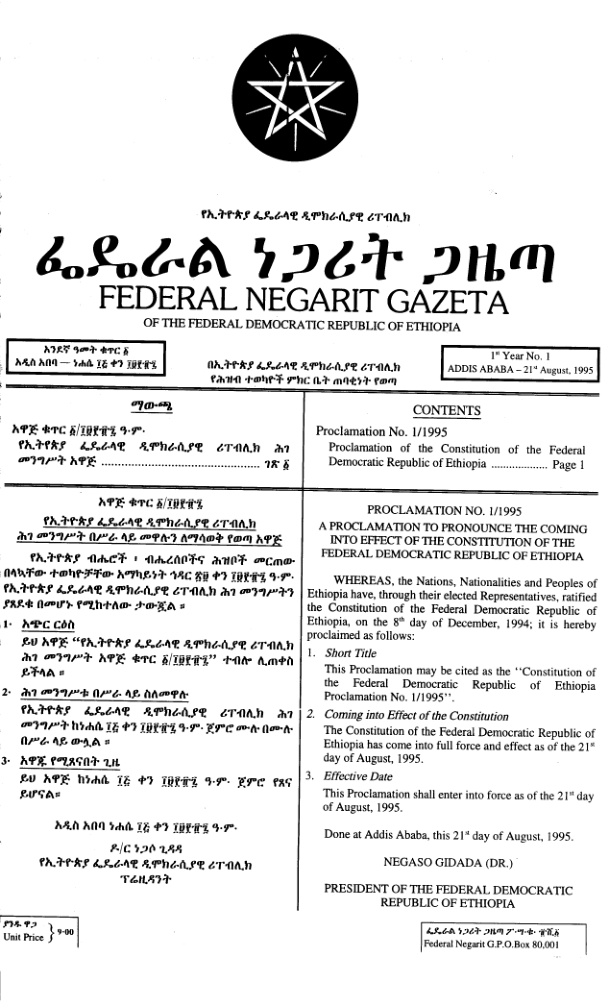 የኢትዮጵያ ፌዴራላዊ ዲሞክራሲያዊ ሪፐብሊክ
ፌዴራል ነጋሪት ጋዜጣ
FEDERAL NEGARIT GAZETA
OF THE FEDERAL DEMOCRATIC REPUBLIC OF ETHIOPIA
አንደኛ ዓመት ቁጥር ፩
አዲስ አበባ — ነሐሴ ፲፭ ቀን ፲፱፻፹፯
በኢትዮጵያ ፌዴራላዊ ዲሞክራሲያዊ ሪፐብሊክ
የሕዝብ ተወካዮች ምክር ቤት ጠባቂነት የወጣ
1st Year No. 1
ADDIS ABABA – 21st August, 1995
ማውጫ
አዋጅ ቁጥር ፩/፲፱፻፹፯ ዓ·ም·
የኢትዮጵያ ፌዴራላዊ ዲሞክራሲያዊ ሪፐብሊክ ሕገ
መንግሥት አዋጅ ........................................ ገጽ ፩
CONTENTS
Proclamation No. 1/1995
Proclamation of the Constitution of the Federal
Democratic Republic of Ethiopia .................. Page 1
አዋጅ ቁጥር ፩/፲፱፻፹፯
የኢትዮጵያ ፌዴራላዊ ዲሞክራሲያዊ ሪፐብሊክ
ሕገ መንግሥት በሥራ ላይ መዋሉን ለማሳወቅ የወጣ አዋጅ
የኢትዮጵያ ብሔሮች ፣ ብሔረሰቦችና ሕዝቦች መርጠው
በላኳቸው ተወካዮቻቸው አማካይነት ኅዳር ፳፱ ቀን ፲፱፻፹፯ ዓ·ም·
የኢትዮጵያ ፌዴራላዊ ዲሞክራሲያዊ ሪፐብሊክ ሕገ መንግሥትን
ያጸደቁ በመሆኑ የሚከተለው ታውጇል ።
1· አጭር ርዕስ
ይህ አዋጅ “የኢትዮጵያ ፌዴራላዊ ዲሞክራሲያዊ ሪፐብሊክ
ሕገ መንግሥት አዋጅ ቁጥር ፩/፲፱፻፹፯” ተብሎ ሊጠቀስ
ይችላል ።
2· ሕገ መንግሥቱ በሥራ ላይ ስለመዋሉ
የኢትዮጵያ ፌዴራላዊ ዲሞክራሲያዊ ሪፐብሊክ ሕገ
መንግሥት ከነሐሴ ፲፭ ቀን ፲፱፻፹፯ ዓ·ም· ጀምሮ ሙሉ በሙሉ
በሥራ ላይ ውሏል ።
3· አዋጁ የሚጸናበት ጊዜ
ይህ አዋጅ ከነሐሴ ፲፭ ቀን ፲፱፻፹፯ ዓ·ም· ጀምሮ የጸና
ይሆናል።
አዲስ አበባ ነሐሴ ፲፭ ቀን ፲፱፻፹፯ ዓ·ም·
ዶ/ር ነጋሶ ጊዳዳ
የኢትዮጵያ ፌዴራላዊ ዲሞክራሲያዊ ሪፐብሊክ
ፕሬዚዳንት
PROCLAMATION NO. 1/1995
A PROCLAMATION TO PRONOUNCE THE COMING
INTO EFFECT OF THE CONSTITUTION OF THE
FEDERAL DEMOCRATIC REPUBLIC OF ETHIOPIA
WHEREAS, the Nations, Nationalities and Peoples of
Ethiopia have, through their elected Representatives, ratified
the Constitution of the Federal Democratic Republic of
Ethiopia, on the 8th day of December, 1994; it is hereby
proclaimed as follows:
1. Short Title
This Proclamation may be cited as the ‘‘Constitution of
the Federal Democratic Republic of Ethiopia
Proclamation No. 1/1995’’.
2. Coming into Effect of the Constitution
The Constitution of the Federal Democratic Republic of
Ethiopia has come into full force and effect as of the 21st
day of August, 1995.
3. Effective Date
This Proclamation shall enter into force as of the 21st day
of August, 1995.
Done at Addis Ababa, this 21st day of August, 1995.
NEGASO GIDADA (DR.)
PRESIDENT OF THE FEDERAL DEMOCRATIC
REPUBLIC OF ETHIOPIA
ያንዱ ዋጋ
Unit Price 9·00
ፌዴራል ነጋሪት ጋዜጣ ፖ·ሣ·ቁ· ፹ሺ፩
Federal Negarit G.P.O.Box 80,001